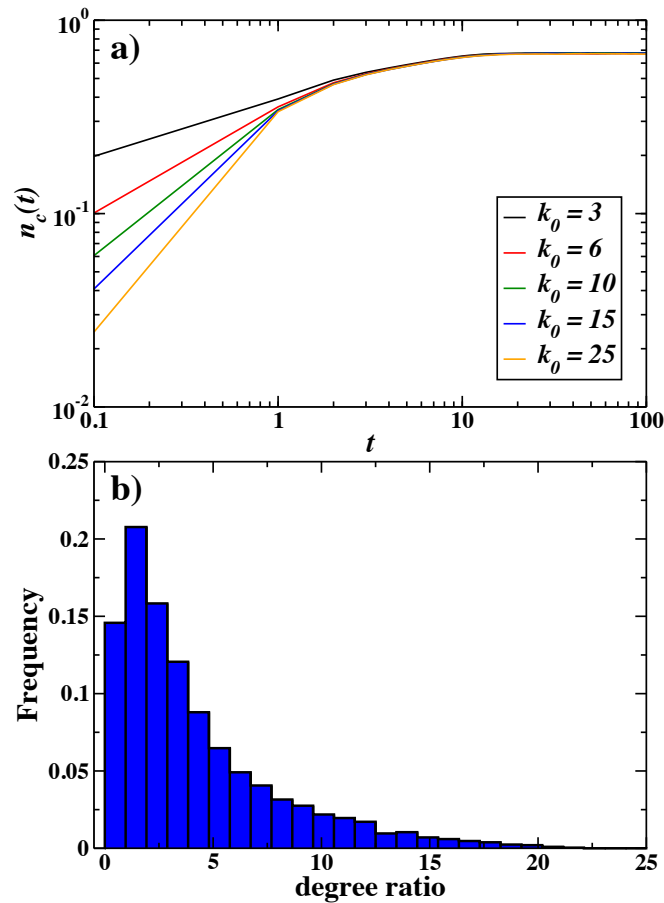 a)
10^0
10^-1
10^-2
n_c(t)
k_0 = 3
k_0 = 6
k_0 = 10
k_0 = 15
k_0 = 25
0.1 1 10 100
t
b)
0.25
0.2
0.15
0.1
0.05
0
Frequency
0 5 10 15 20 25
degree ratio